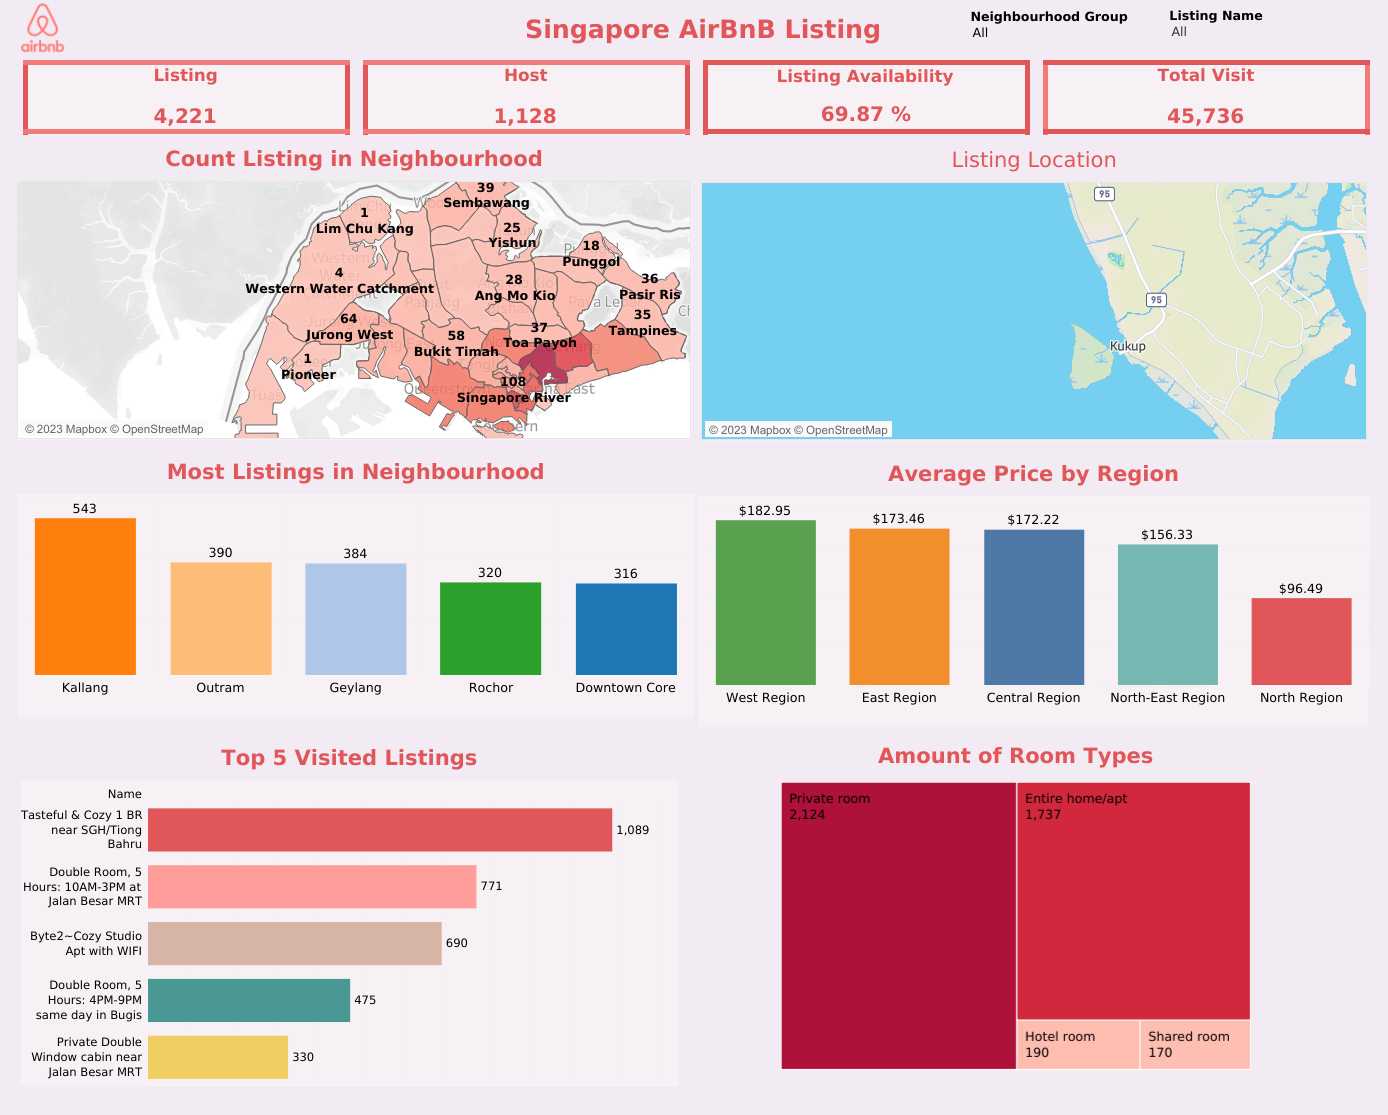 airbnb
Singapore AirBnB Listing
Neighbourhood Group
All
Listing Name
All
Listing
4,221
Host
1,128
Listing Availability
69.87 %
Total Visit
45,736
Count Listing in Neighbourhood
39
Sembawang
1
Lim Chu Kang
25
Yishun
18
Punggol
4
Western Water Catchment
28
Ang Mo Kio
36
Pasir Ris
64
Jurong West
58
Bukit Timah
37
Toa Payoh
35
Tampines
1
Pioneer
108
Singapore River
Tuas
© 2023 Mapbox © OpenStreetMap
Listing Location
95
95
Kukup
© 2023 Mapbox © OpenStreetMap
Most Listings in Neighbourhood
543
390
384
320
316
Kallang
Outram
Geylang
Rochor
Downtown Core
Average Price by Region
$182.95
$173.46
$172.22
$156.33
$96.49
West Region
East Region
Central Region
North-East Region
North Region
Top 5 Visited Listings
Name
Tasteful & Cozy 1 BR
near SGH/Tiong
Bahru
1,089
Double Room, 5
Hours: 10AM-3PM at
Jalan Besar MRT
771
Byte2~Cozy Studio
Apt with WIFI
690
Double Room, 5
Hours: 4PM-9PM
same day in Bugis
475
Private Double
Window cabin near
Jalan Besar MRT
330
Amount of Room Types
Private room
2,124
Entire home/apt
1,737
Hotel room
190
Shared room
170